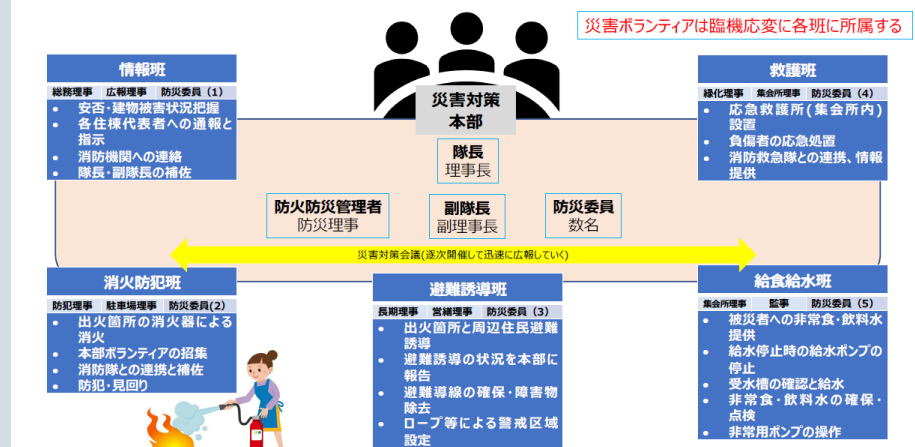 災害ボランティアは臨機応変に各班に所属する
情報班
総務理事 広報理事 防災委員（1）
• 安否・建物被害状況把握
• 各住棟代表者への通報と
指示
• 消防機関への連絡
• 隊長・副隊長の補佐
災害対策
本部
隊長
理事長
防火防災管理者
防災理事
副隊長
副理事長
防災委員
数名
救護班
緑化理事 集会所理事 防災委員（4）
• 応急救護所(集会所内)
設置
• 負傷者の応急処置
• 消防救急隊との連携、情報
提供
災害対策会議(逐次開催して迅速に広報していく)
消火防犯班
防犯理事 駐車場理事 防災委員(2)
• 出火箇所の消火器による
消火
• 本部ボランティアの招集
• 消防隊との連携と補佐
• 防犯・見回り
避難誘導班
長期理事 営繕理事 防災委員（3）
• 出火箇所と周辺住民避難
誘導
• 避難誘導の状況を本部に
報告
• 避難導線の確保・障害物
除去
• ロープ等による警戒区域
設定
給食給水班
集会所理事 監事 防災委員（5）
• 被災者への非常食・飲料水
提供
• 給水停止時の給水ポンプの
停止
• 受水槽の確認と給水
• 非常食・飲料水の確保・
点検
• 非常用ポンプの操作